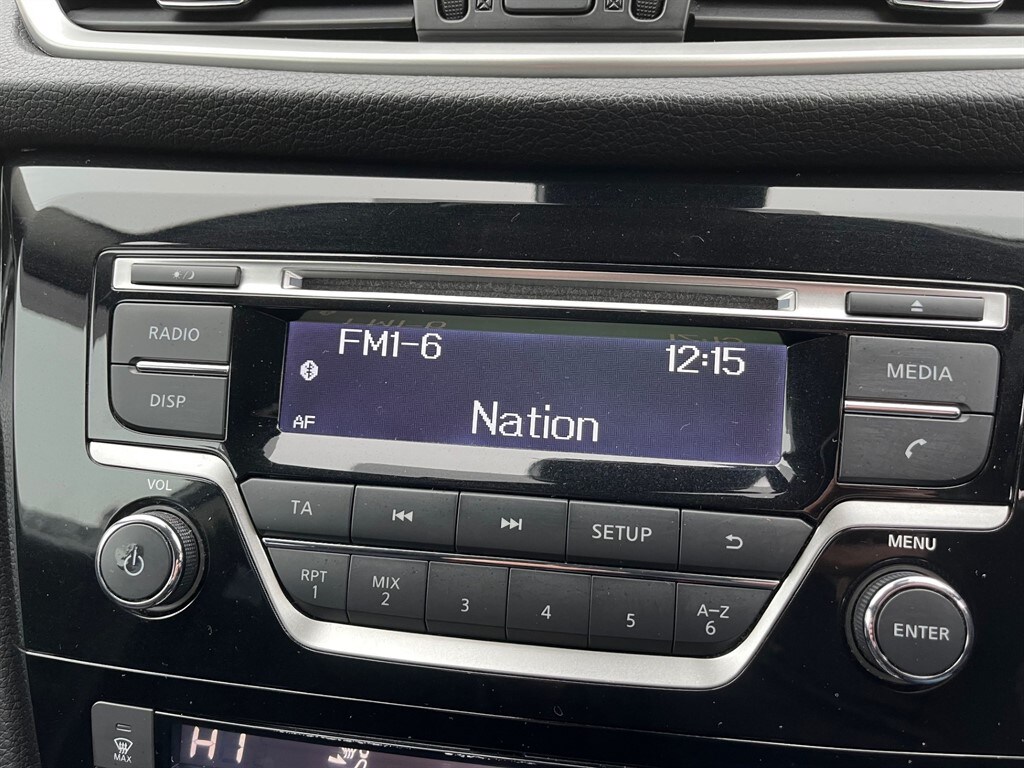 RADIO
DISP
FM1-6
12:15
AF
Nation
MEDIA
VOL
TA
SETUP
MENU
RPT
1
MIX
2
3
4
5
A-Z
6
ENTER
MAX
HI